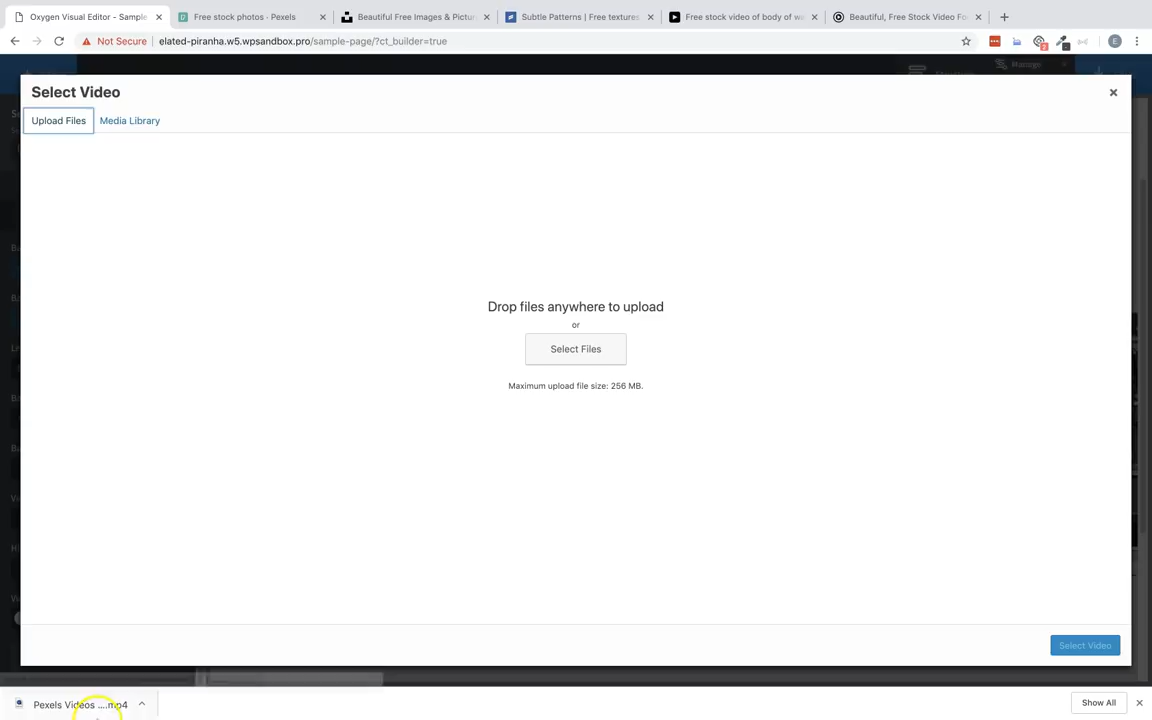 Oxygen Visual Editor - Sample
Free stock photos · Pexels
Beautiful Free Images & Pictur
Subtle Patterns | Free textures
Free stock video of body of wa
Beautiful, Free Stock Video Foo
Not Secure
elated-piranha.w5.wpsandbox.pro/sample-page/?ct_builder=true
E
Manage
Select Video
Upload Files
Media Library
Drop files anywhere to upload
or
Select Files
Maximum upload file size: 256 MB.
Select Video
Pexels Videos ....mp4
Show All